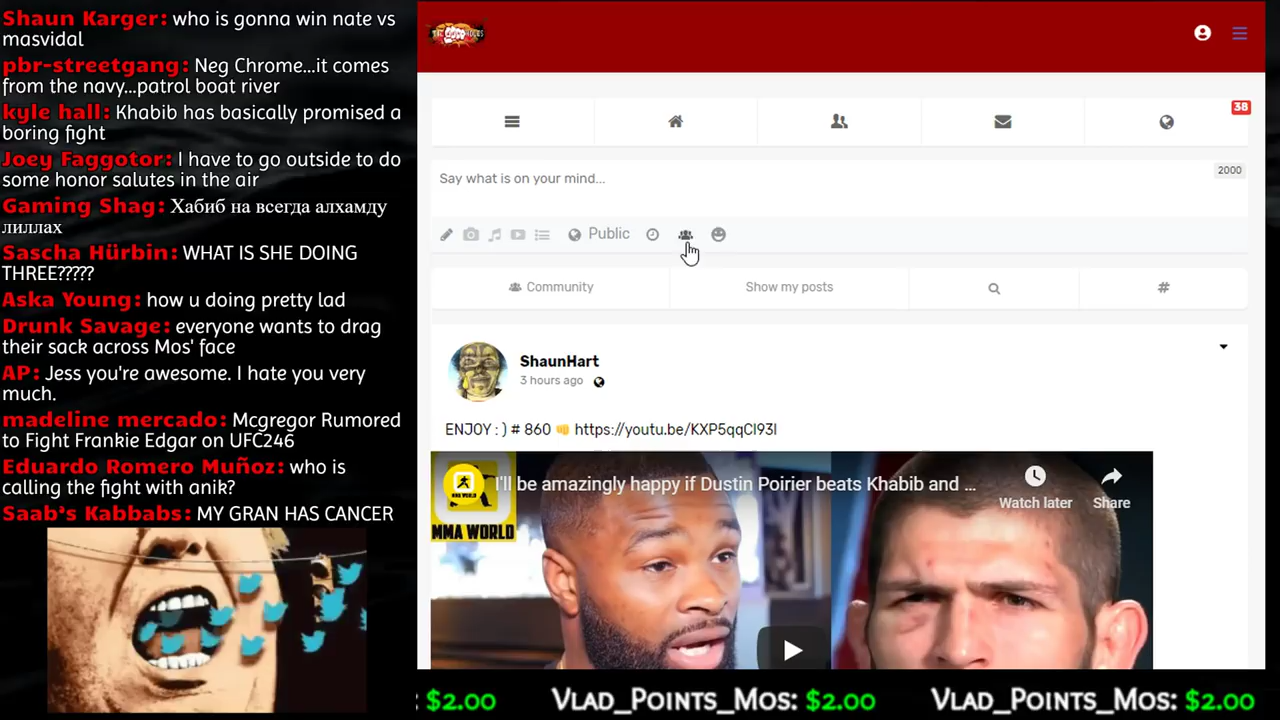 Shaun Karger: who is gonna win nate vs
masvidal
pbr-streetgang: Neg Chrome...it comes
from the navy...patrol boat river
kyle hall: Khabib has basically promised a
boring fight
Joey Faggotor: I have to go outside to do
some honor salutes in the air
Gaming Shag: Хабиб на всегда алхамду
лиллах
Sascha Hürbin: WHAT IS SHE DOING
THREE?????
Aska Young: how u doing pretty lad
Drunk Savage: everyone wants to drag
their sack across Mos' face
AP: Jess you're awesome. I hate you very
much.
madeline mercado: Mcgregor Rumored
to Fight Frankie Edgar on UFC246
Eduardo Romero Muñoz: who is
calling the fight with anik?
Saab's Kabbabs: MY GRAN HAS CANCER
38
Say what is on your mind...
2000
Public
Community
Show my posts
#
ShaunHart
3 hours ago
ENJOY : ) # 860 👊 https://youtu.be/KXP5qqCI93I
I'll be amazingly happy if Dustin Poirier beats Khabib and ...
Watch later
Share
MMA WORLD
: $2.00 Vlad_Points_Mos: $2.00 Vlad_Points_Mos: $2.00